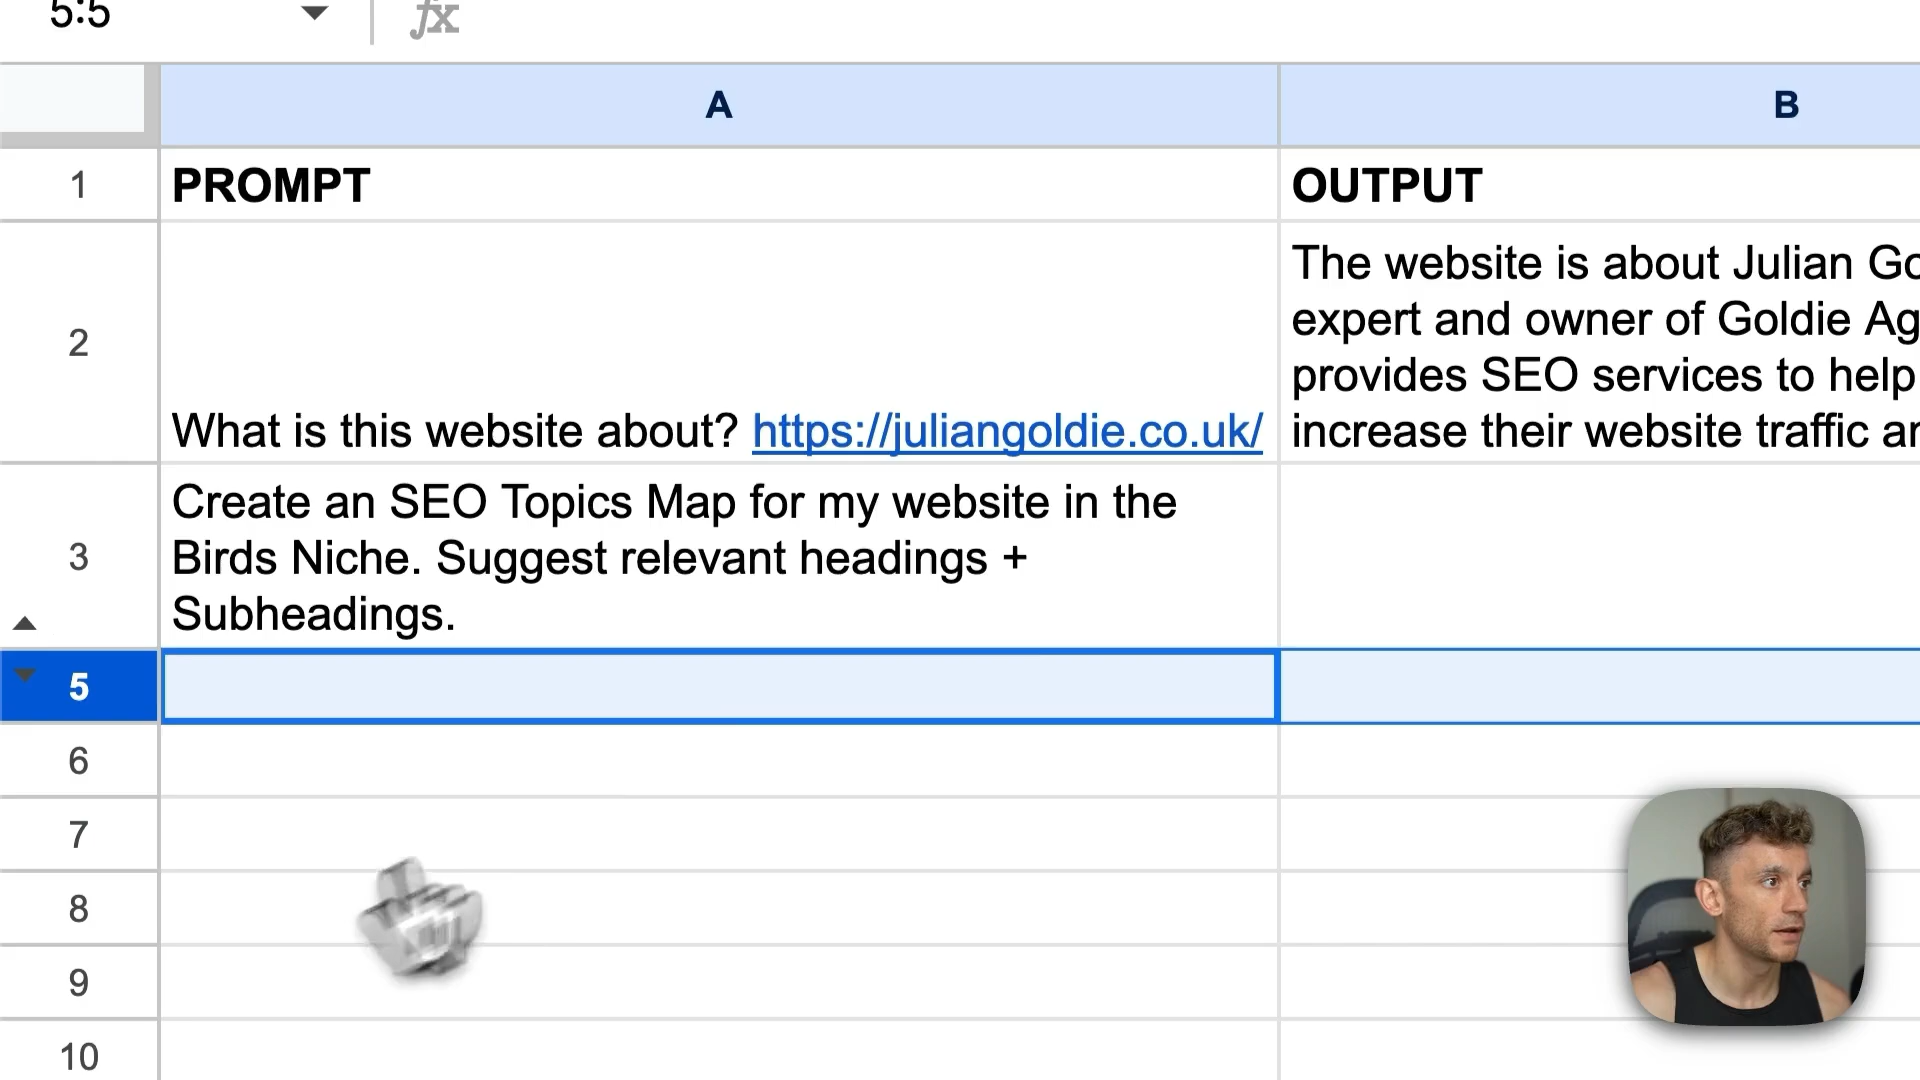 5:5
fx
A
B
1
PROMPT
OUTPUT
2
What is this website about? https://juliangoldie.co.uk/
The website is about Julian Go
expert and owner of Goldie Ag
provides SEO services to help
increase their website traffic ar
3
Create an SEO Topics Map for my website in the
Birds Niche. Suggest relevant headings +
Subheadings.
5
6
7
8
9
10